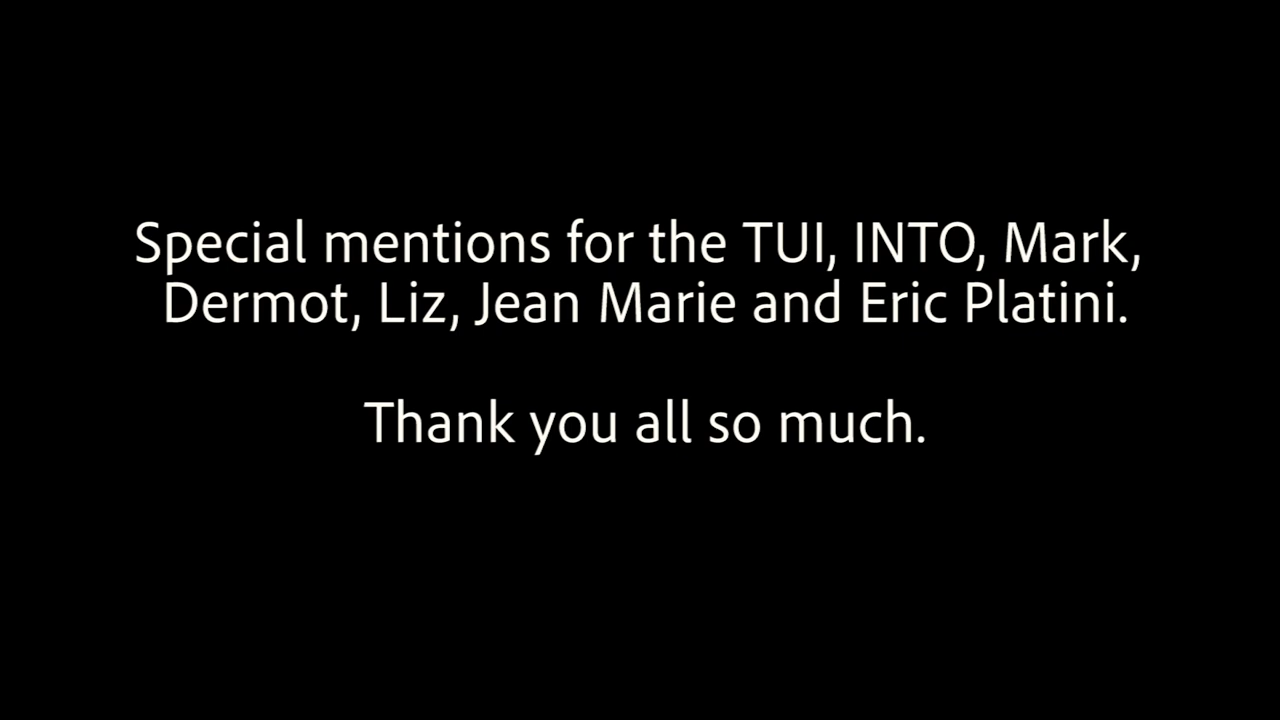 Special mentions for the TUI, INTO, Mark,
Dermot, Liz, Jean Marie and Eric Platini.
Thank you all so much.